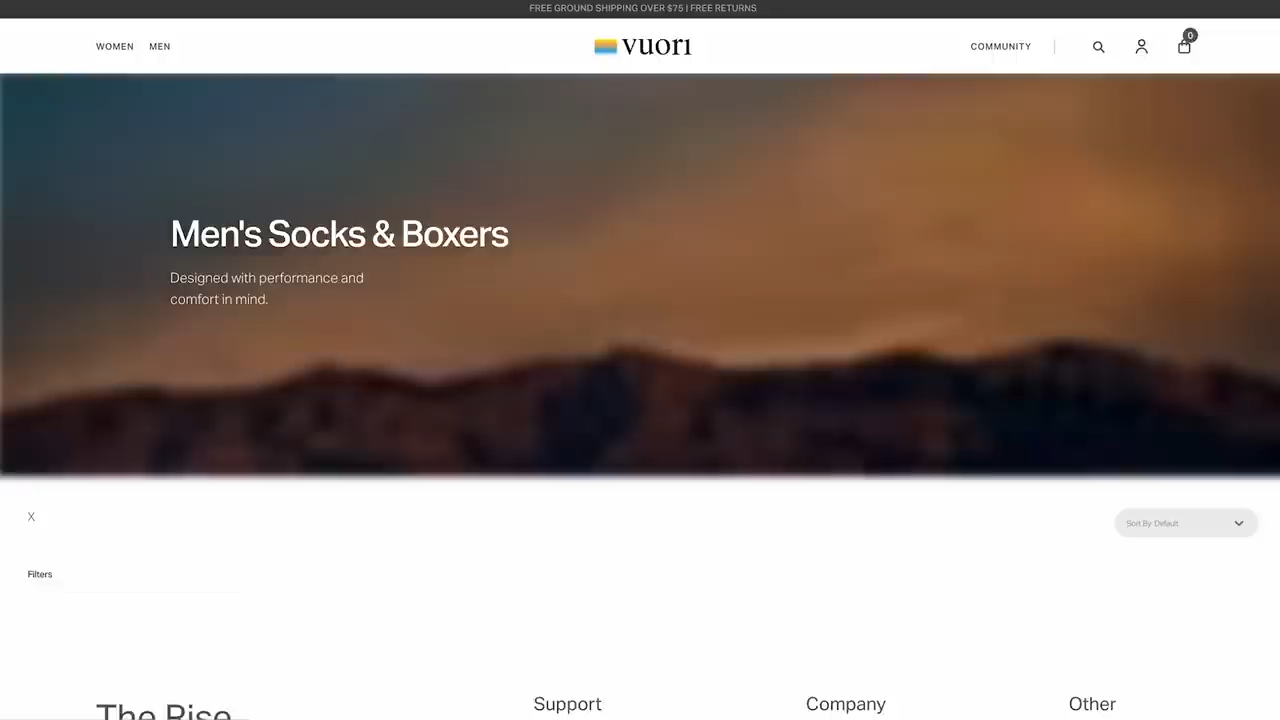 FREE GROUND SHIPPING OVER $75 | FREE RETURNS
WOMEN MEN vuori COMMUNITY 0
Men's Socks & Boxers
Designed with performance and
comfort in mind.
X
Sort By Default
Filters
The Rise
Support
Company
Other